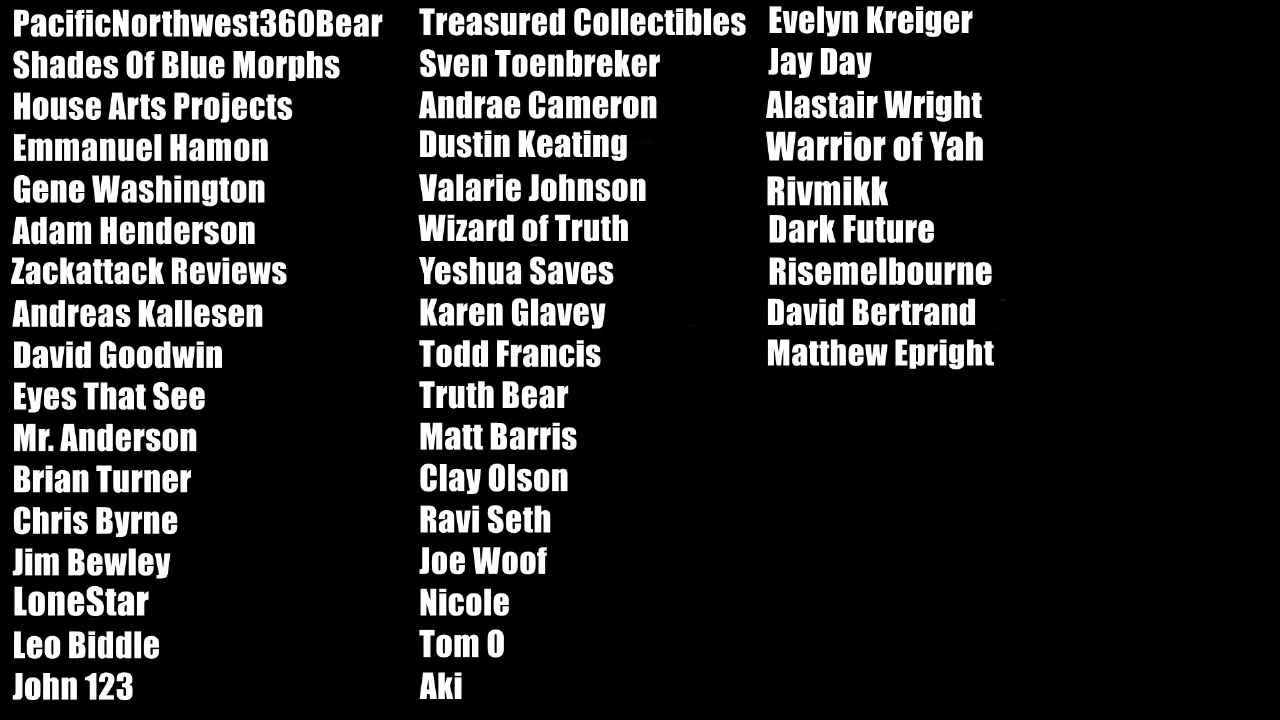 PacificNorthwest360Bear
Shades Of Blue Morphs
House Arts Projects
Emmanuel Hamon
Gene Washington
Adam Henderson
Zackattack Reviews
Andreas Kallesen
David Goodwin
Eyes That See
Mr. Anderson
Brian Turner
Chris Byrne
Jim Bewley
LoneStar
Leo Biddle
John 123
Treasured Collectibles
Sven Toenbreker
Andrae Cameron
Dustin Keating
Valarie Johnson
Wizard of Truth
Yeshua Saves
Karen Glavey
Todd Francis
Truth Bear
Matt Barris
Clay Olson
Ravi Seth
Joe Woof
Nicole
Tom O
Aki
Evelyn Kreiger
Jay Day
Alastair Wright
Warrior of Yah
Rivmikk
Dark Future
Risemelbourne
David Bertrand
Matthew Epright